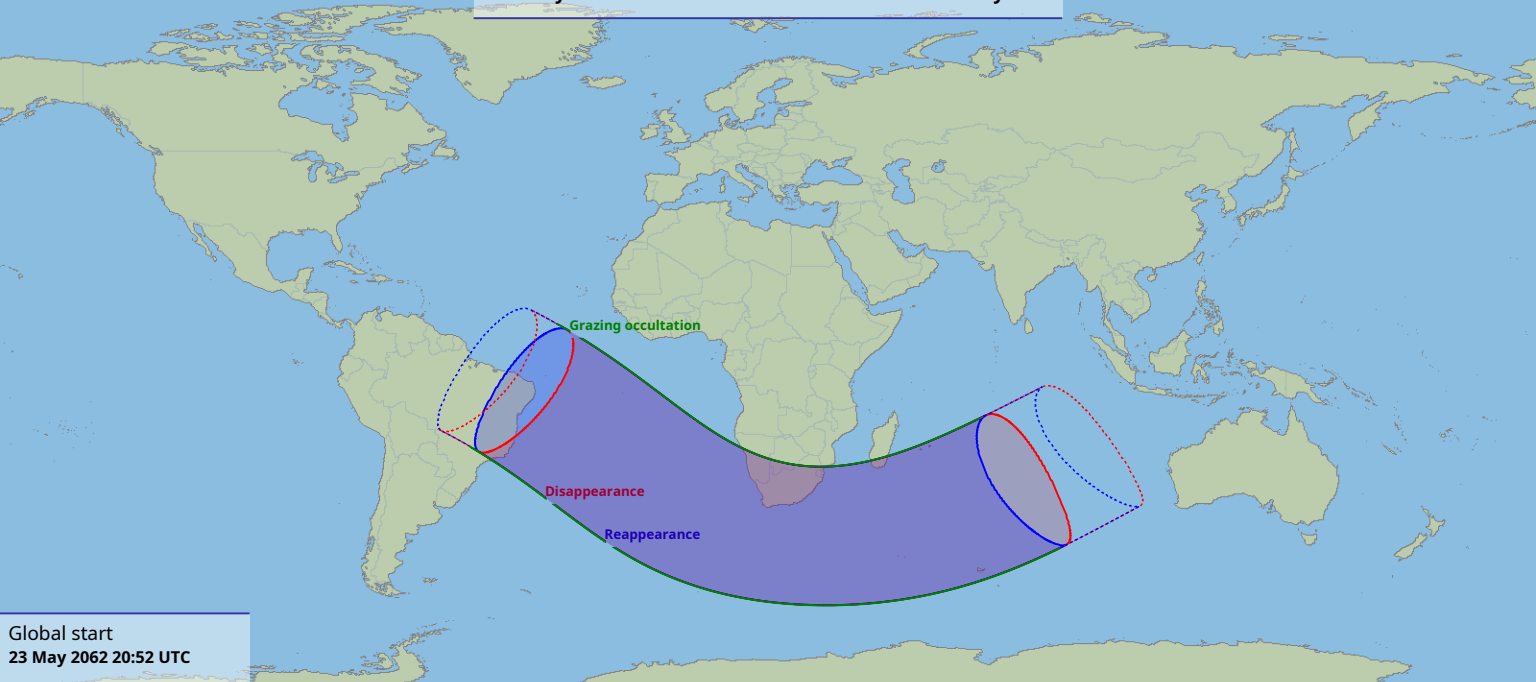 Grazing occultation
Disappearance
Reappearance
Global start
23 May 2062 20:52 UTC